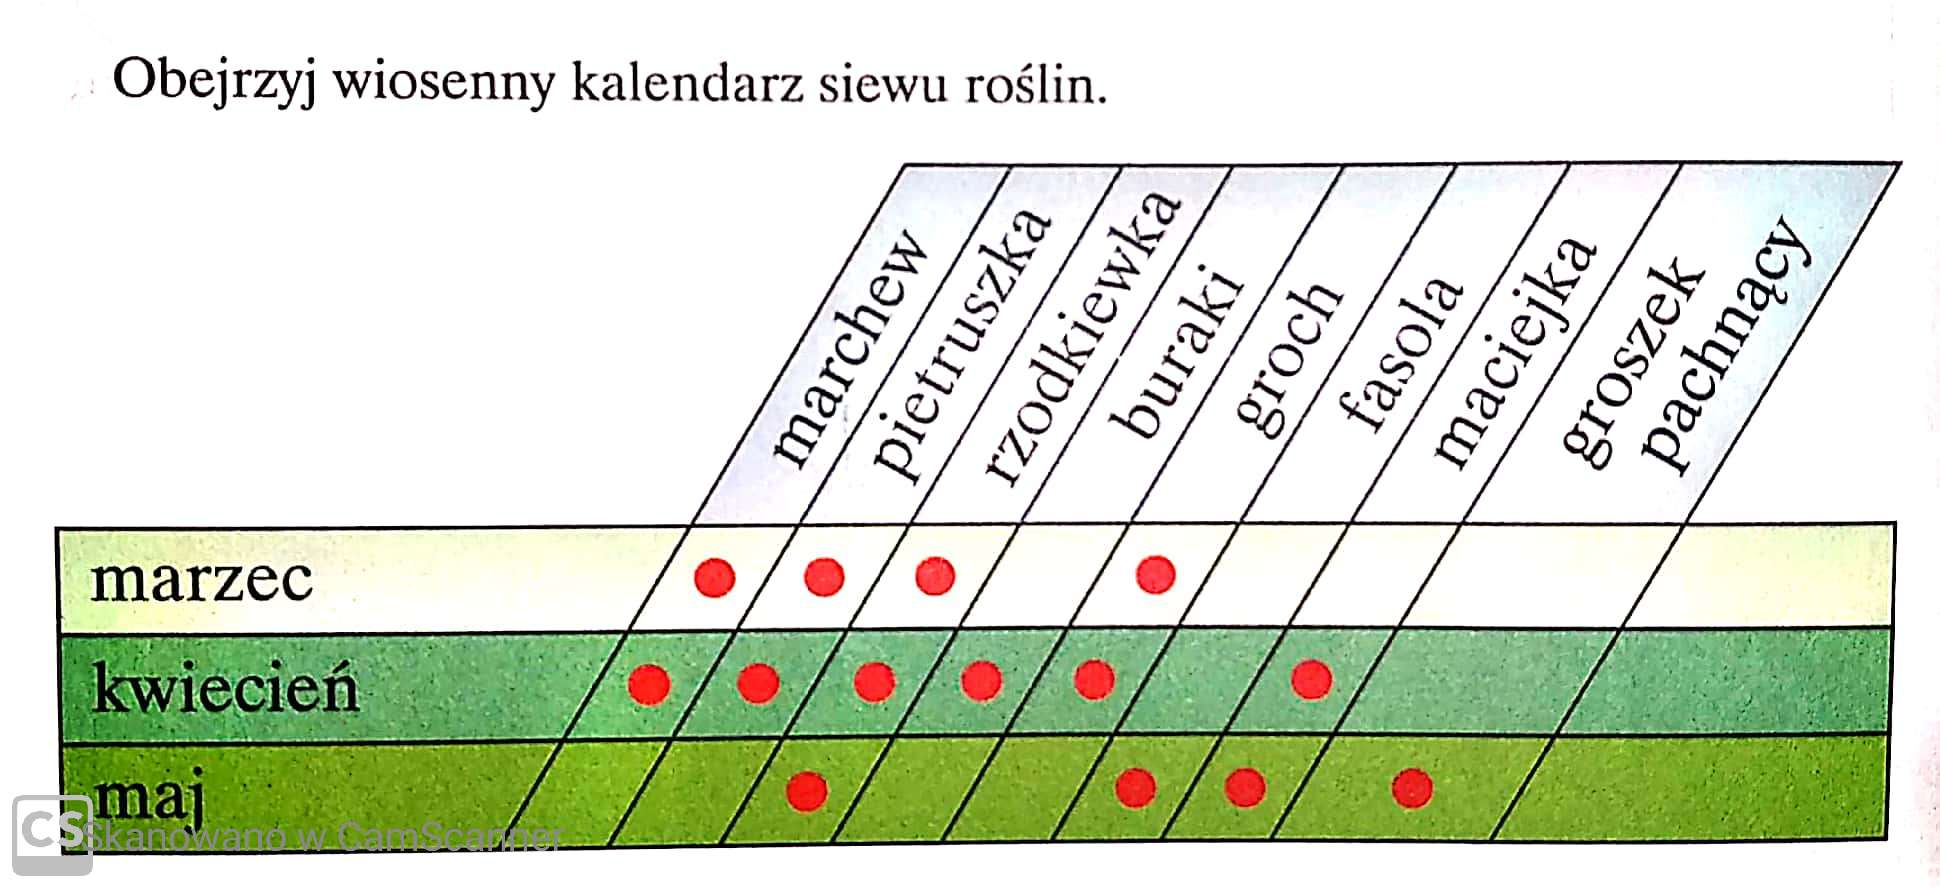 Obejrzyj wiosenny kalendarz siewu roślin.
marchew
pietruszka
rzodkiewka
buraki
groch
fasola
maciejka
groszek
pachnący
marzec
kwiecień
maj
CS Skanowano w CamScanner